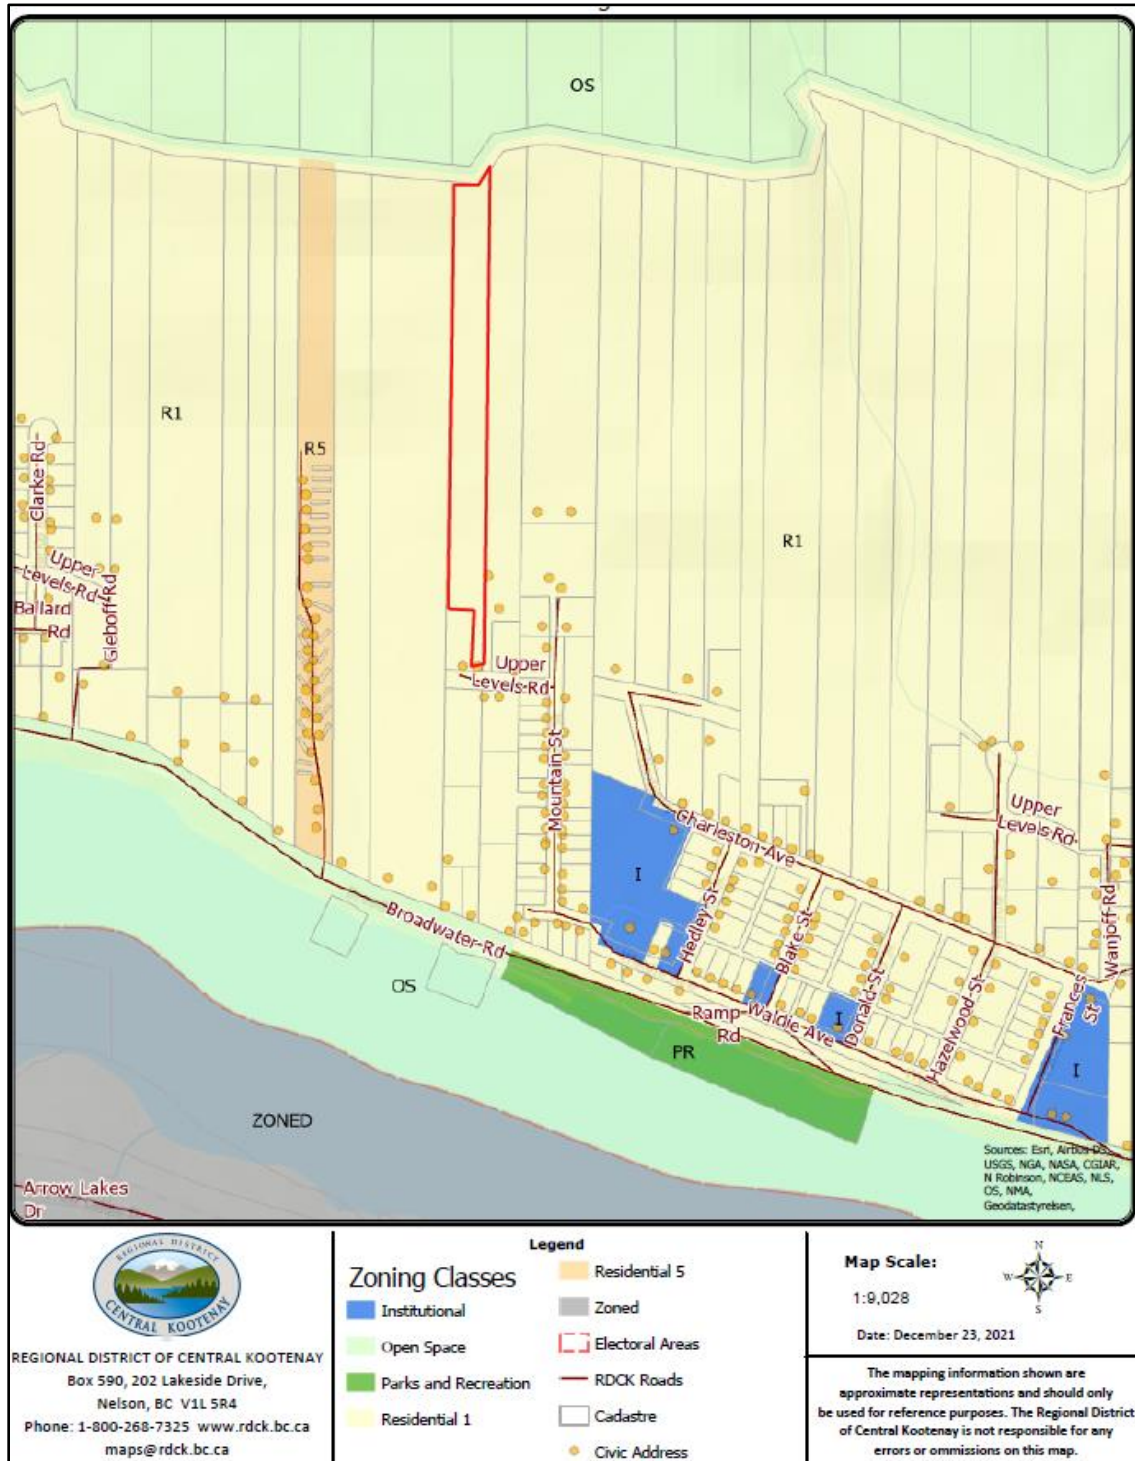 OS
R1
R5
R1
Clarke Rd
Upper
Levels Rd
Ballard
Rd
Gleboff Rd
Upper
Levels Rd
Mountain St
Charleston Ave
Upper
Levels Rd
Wanjoff Rd
I
Hedley St
Blake St
Broadwater Rd
OS
Donald St
Hazelwood St
Frances
St
Ramp
Rd
Waldie Ave
I
I
PR
ZONED
Arrow Lakes
Dr
Sources: Esri, Airbus DS,
USGS, NGA, NASA, CGIAR,
N Robinson, NCEAS, NLS,
OS, NMA,
Geodatastyrelsen,
REGIONAL DISTRICT
CENTRAL KOOTENAY
REGIONAL DISTRICT OF CENTRAL KOOTENAY
Box 590, 202 Lakeside Drive,
Nelson, BC V1L 5R4
Phone: 1-800-268-7325 www.rdck.bc.ca
maps@rdck.bc.ca
Legend
Zoning Classes
Institutional
Open Space
Parks and Recreation
Residential 1
Residential 5
Zoned
Electoral Areas
RDCK Roads
Cadastre
Civic Address
Map Scale:
1:9,028
N
W E
S
Date: December 23, 2021
The mapping information shown are
approximate representations and should only
be used for reference purposes. The Regional District
of Central Kootenay is not responsible for any
errors or ommissions on this map.